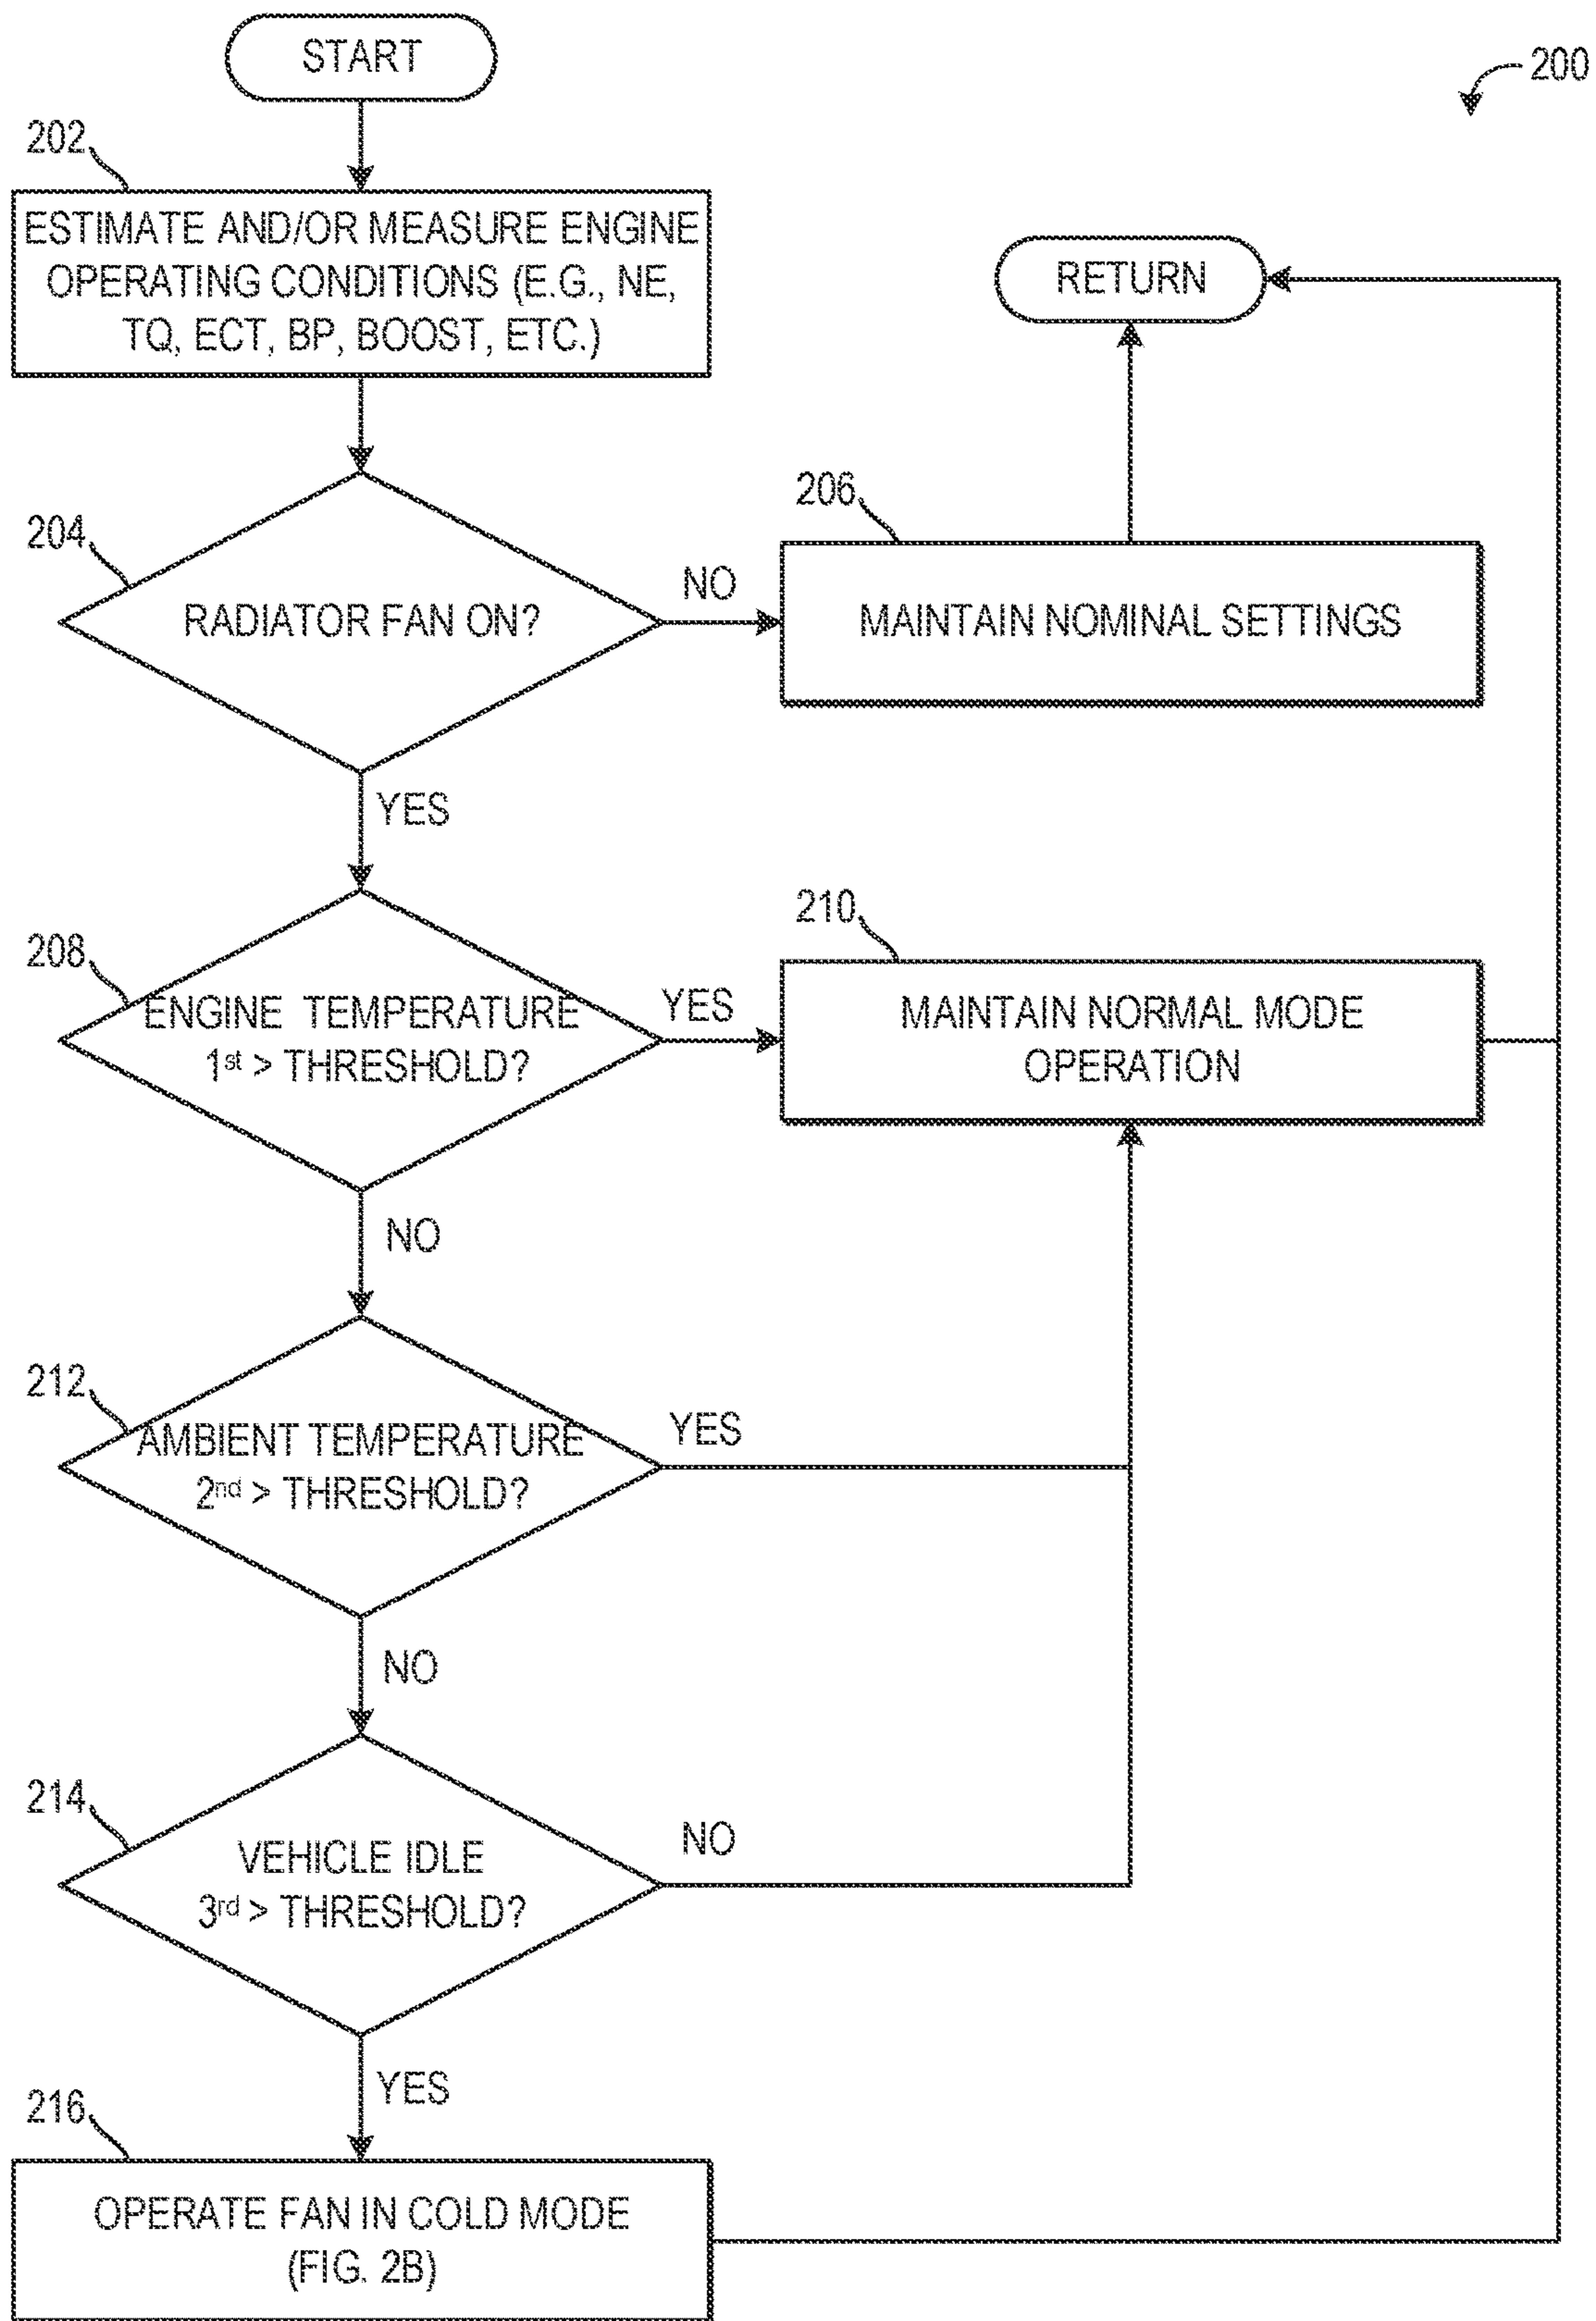 START
200
202
ESTIMATE AND/OR MEASURE ENGINE
OPERATING CONDITIONS (E.G., NE,
TQ, ECT, BP, BOOST, ETC.)
RETURN
204
RADIATOR FAN ON?
NO
206
MAINTAIN NOMINAL SETTINGS
YES
208
ENGINE TEMPERATURE
1st > THRESHOLD?
YES
210
MAINTAIN NORMAL MODE
OPERATION
NO
212
AMBIENT TEMPERATURE
2nd > THRESHOLD?
YES
NO
214
VEHICLE IDLE
3rd > THRESHOLD?
NO
YES
216
OPERATE FAN IN COLD MODE
(FIG. 2B)